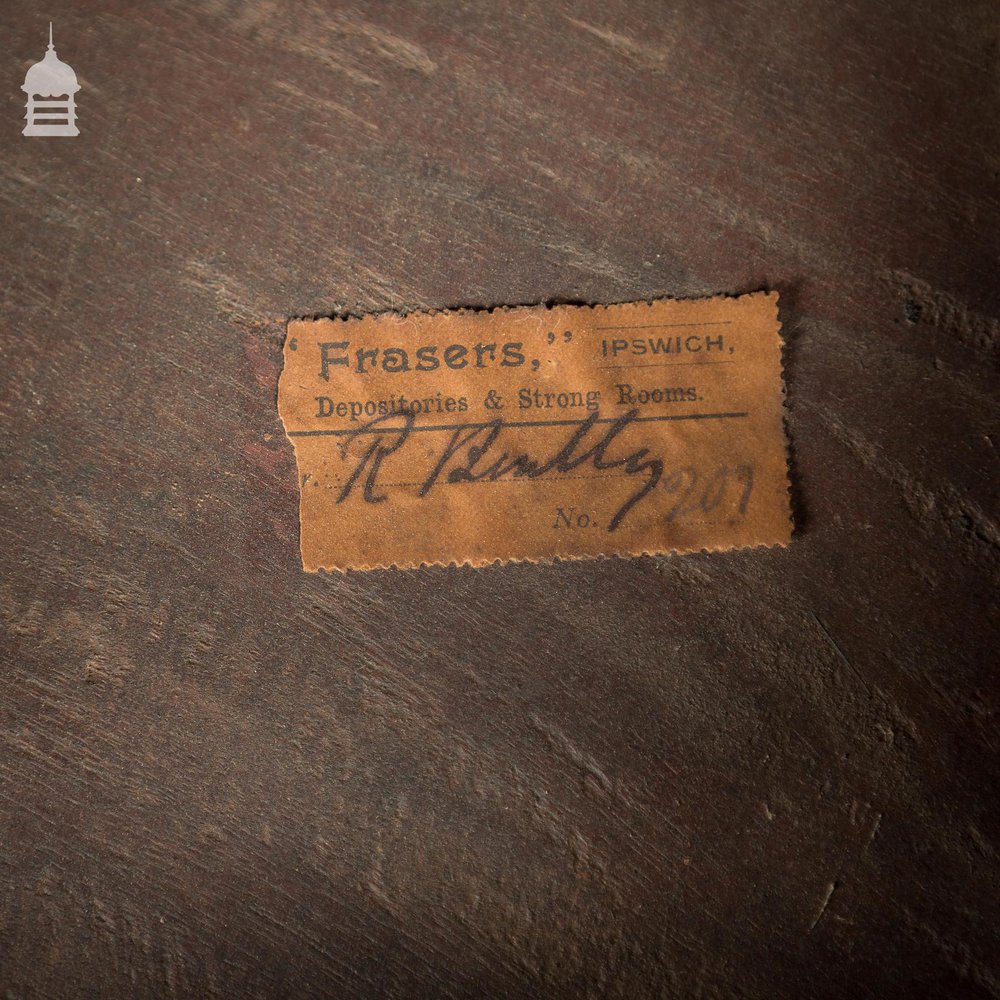 “Frasers,” IPSWICH,
Depositories & Strong Rooms.
R Bentley
No. 207